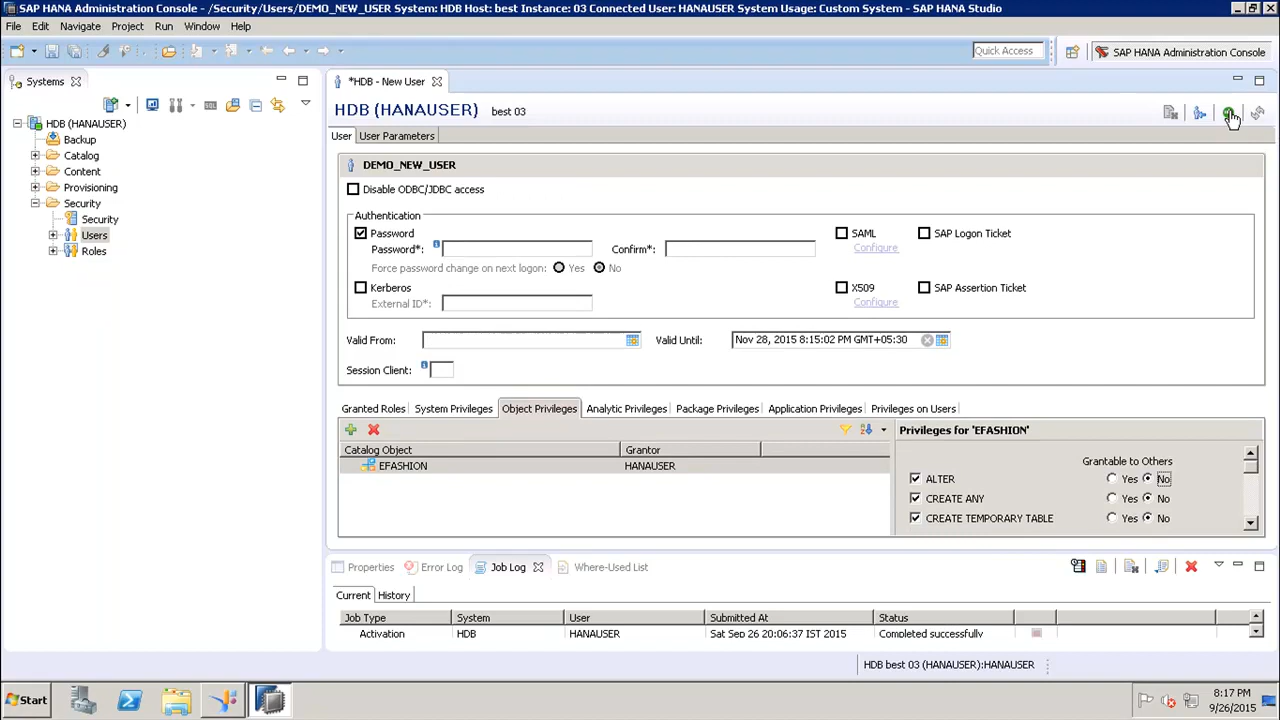 SAP HANA Administration Console - /Security/Users/DEMO_NEW_USER System: HDB Host: best Instance: 03 Connected User: HANAUSER System Usage: Custom System - SAP HANA Studio
File Edit Navigate Project Run Window Help
Quick Access
SAP HANA Administration Console
Systems
*HDB - New User
HDB (HANAUSER) best 03
HDB (HANAUSER)
Backup
Catalog
Content
Provisioning
Security
Security
Users
Roles
User User Parameters
DEMO_NEW_USER
Disable ODBC/JDBC access
Authentication
Password SAML SAP Logon Ticket
Password*: Confirm*: Configure
Force password change on next logon: Yes No
Kerberos X509 SAP Assertion Ticket
External ID*: Configure
Valid From: Valid Until: Nov 28, 2015 8:15:02 PM GMT+05:30
Session Client:
Granted Roles System Privileges Object Privileges Analytic Privileges Package Privileges Application Privileges Privileges on Users
Privileges for 'EFASHION'
Catalog Object Grantor
EFASHION HANAUSER
Grantable to Others
ALTER Yes No
CREATE ANY Yes No
CREATE TEMPORARY TABLE Yes No
Properties Error Log Job Log Where-Used List
Current History
Job Type System User Submitted At Status
Activation HDB HANAUSER Sat Sep 26 20:06:37 IST 2015 Completed successfully
HDB best 03 (HANAUSER):HANAUSER
Start
8:17 PM
9/26/2015